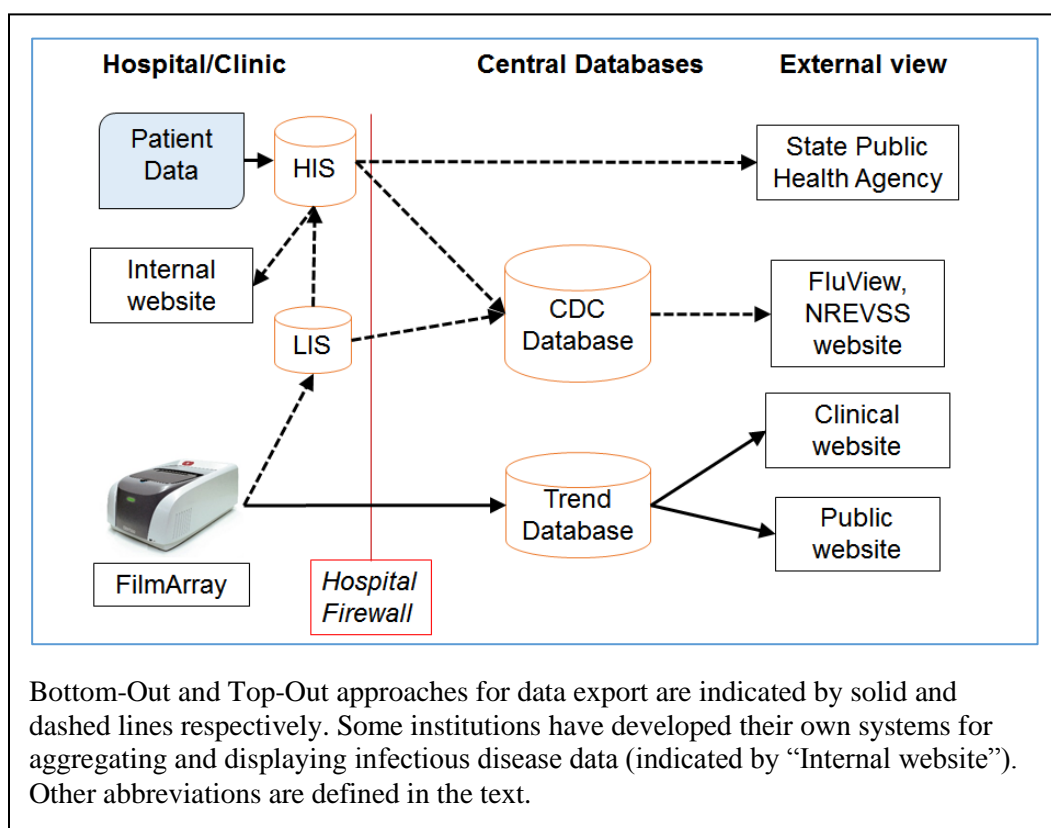 Hospital/Clinic
Central Databases
External view
Patient
Data
HIS
State Public
Health Agency
Internal
website
LIS
CDC
Database
FluView,
NREVSS
website
Clinical
website
Trend
Database
Public
website
FilmArray
Hospital
Firewall
Bottom-Out and Top-Out approaches for data export are indicated by solid and
dashed lines respectively. Some institutions have developed their own systems for
aggregating and displaying infectious disease data (indicated by “Internal website”).
Other abbreviations are defined in the text.